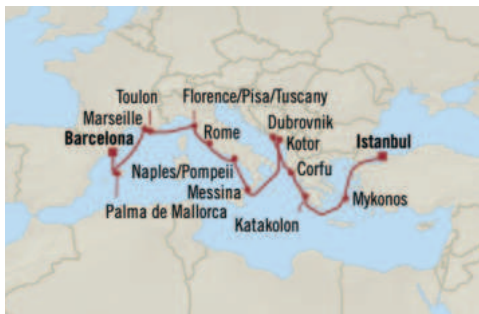 Toulon
Florence/Pisa/Tuscany
Marseille
Dubrovnik
Barcelona
Rome
Kotor
Istanbul
Naples/Pompeii
Corfu
Messina
Mykonos
Palma de Mallorca
Katakolon